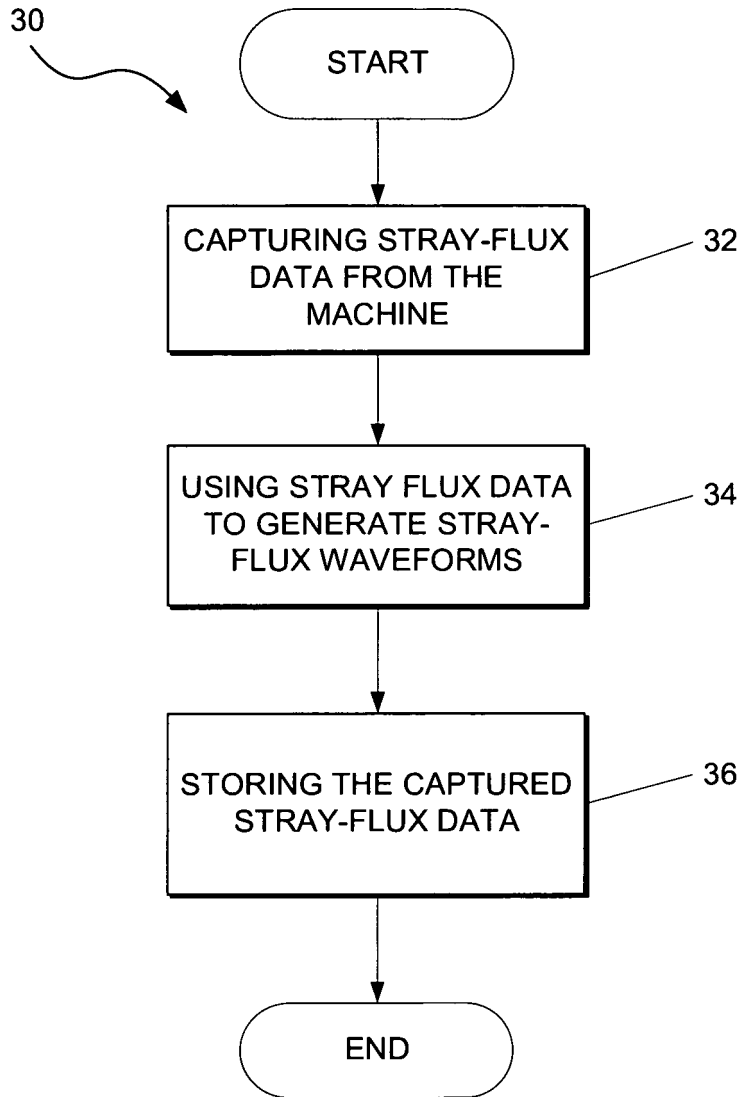 30
START
CAPTURING STRAY-FLUX
DATA FROM THE
MACHINE
32
USING STRAY FLUX DATA
TO GENERATE STRAY-
FLUX WAVEFORMS
34
STORING THE CAPTURED
STRAY-FLUX DATA
36
END